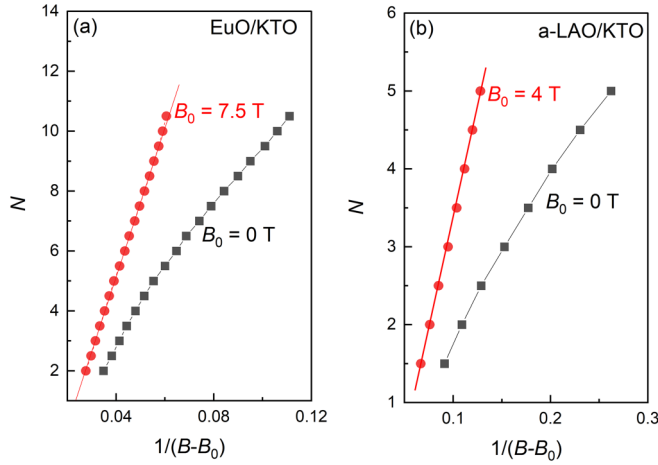 (a) EuO/KTO
14
12
10
8
6
4
2
N
B₀ = 7.5 T
B₀ = 0 T
0.04 0.08 0.12
1/(B-B₀)
(b) a-LAO/KTO
6
5
4
3
2
1
N
B₀ = 4 T
B₀ = 0 T
0.1 0.2 0.3
1/(B-B₀)